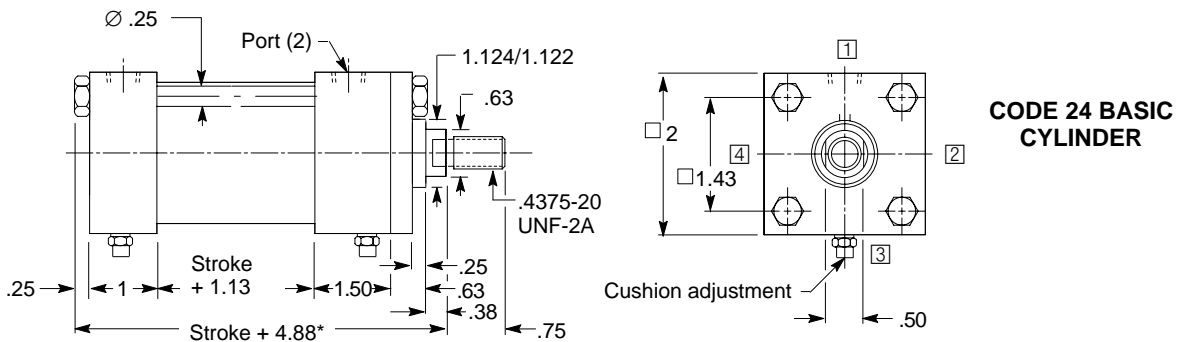 ∅ .25
Port (2)
1.124/1.122
.63
.4375-20
UNF-2A
.25
1
Stroke
+ 1.13
1.50
.25
.63
.38
.75
Stroke + 4.88*
1
2
3
4
□ 2
□ 1.43
Cushion adjustment
.50
CODE 24 BASIC
CYLINDER